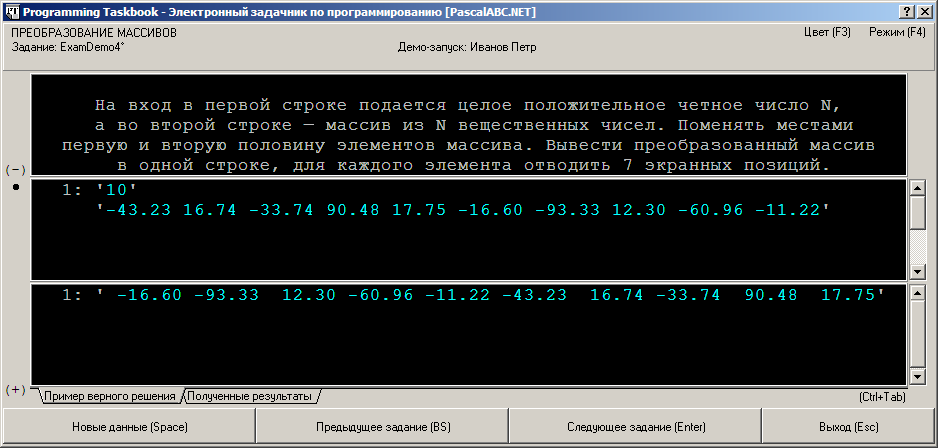 Programming Taskbook - Электронный задачник по программированию [PascalABC.NET]
ПРЕОБРАЗОВАНИЕ МАССИВОВ
Цвет (F3) Режим (F4)
Задание: ExamDemo4°
Демо-запуск: Иванов Петр
На вход в первой строке подается целое положительное четное число N,
а во второй строке — массив из N вещественных чисел. Поменять местами
первую и вторую половину элементов массива. Вывести преобразованный массив
в одной строке, для каждого элемента отводить 7 экранных позиций.
(-)
1: '10'
'-43.23 16.74 -33.74 90.48 17.75 -16.60 -93.33 12.30 -60.96 -11.22'
1: ' -16.60 -93.33  12.30 -60.96 -11.22 -43.23  16.74 -33.74  90.48  17.75'
(+)
Пример верного решения Полученные результаты
(Ctrl+Tab)
Новые данные (Space) Предыдущее задание (BS) Следующее задание (Enter) Выход (Esc)